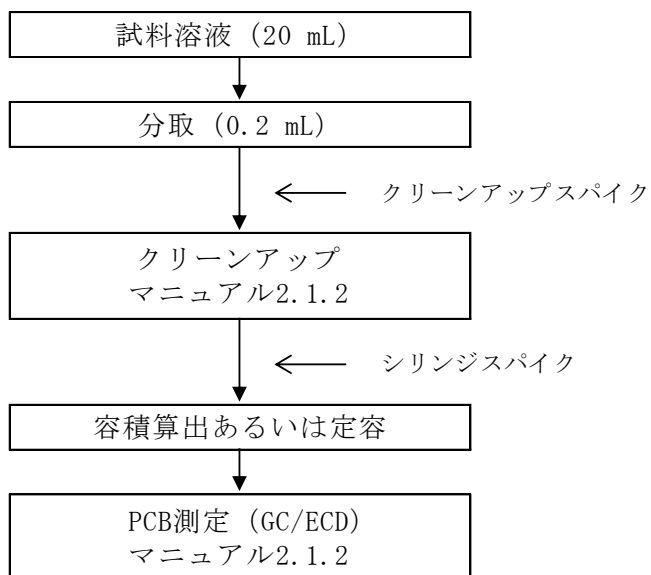 試料溶液 (20 mL)
分取 (0.2 mL)
クリーンアップスパイク
クリーンアップ
マニュアル2.1.2
シリンジスパイク
容積算出あるいは定容
PCB測定 (GC/ECD)
マニュアル2.1.2